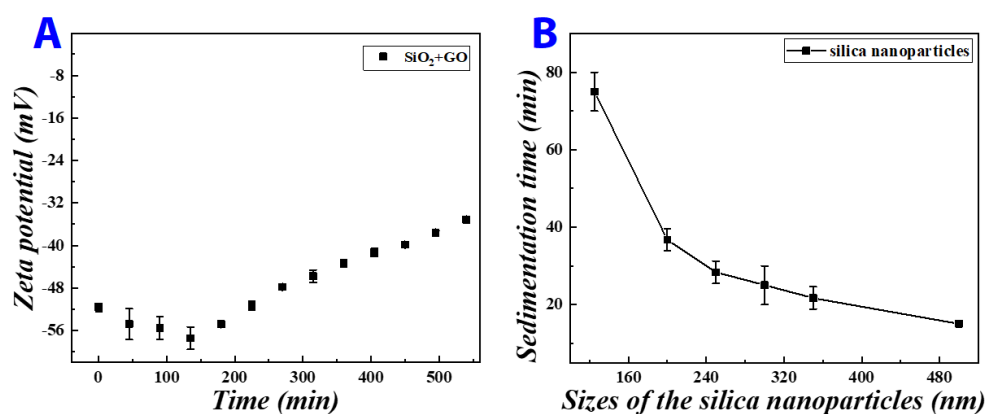 A
SiO₂+GO
-8
-16
-24
-32
-40
-48
-56
Zeta potential (mV)
0 100 200 300 400 500
Time (min)
B
silica nanoparticles
80
60
40
20
Sedimentation time (min)
160 240 320 400 480
Sizes of the silica nanoparticles (nm)